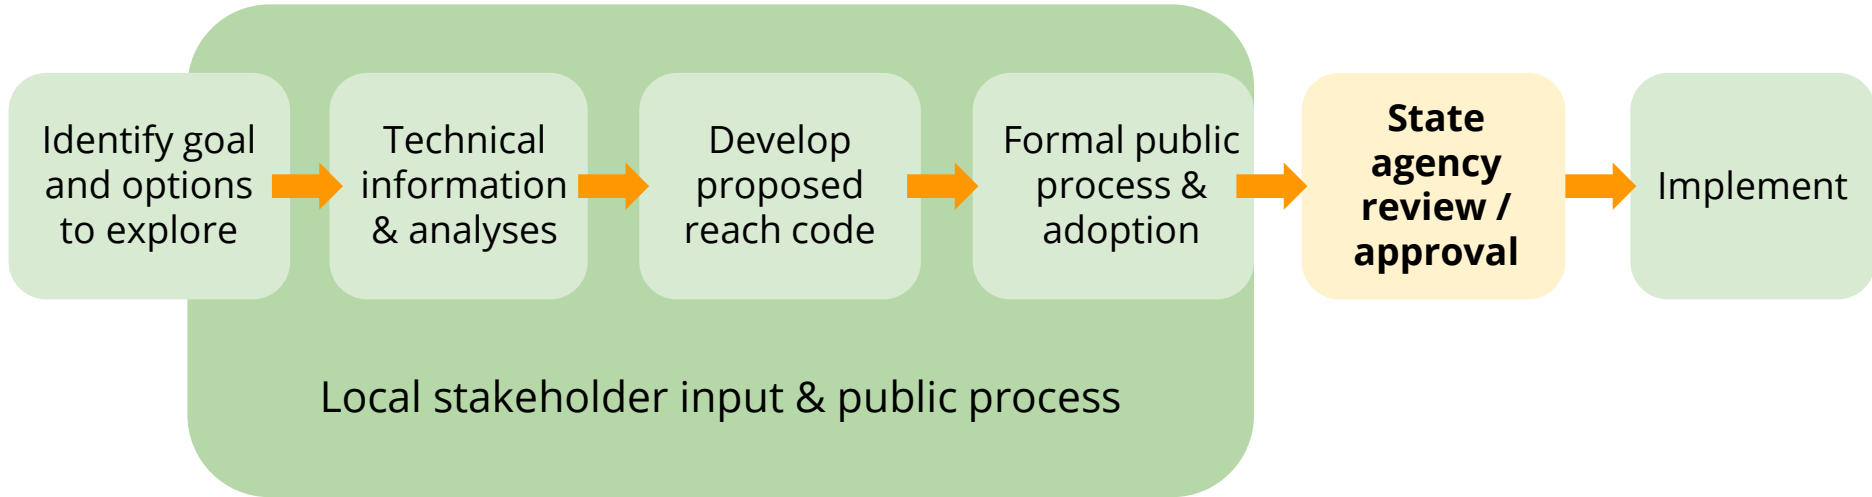 Identify goal
and options
to explore
Technical
information
& analyses
Develop
proposed
reach code
Formal public
process &
adoption
State
agency
review /
approval
Implement
Local stakeholder input & public process